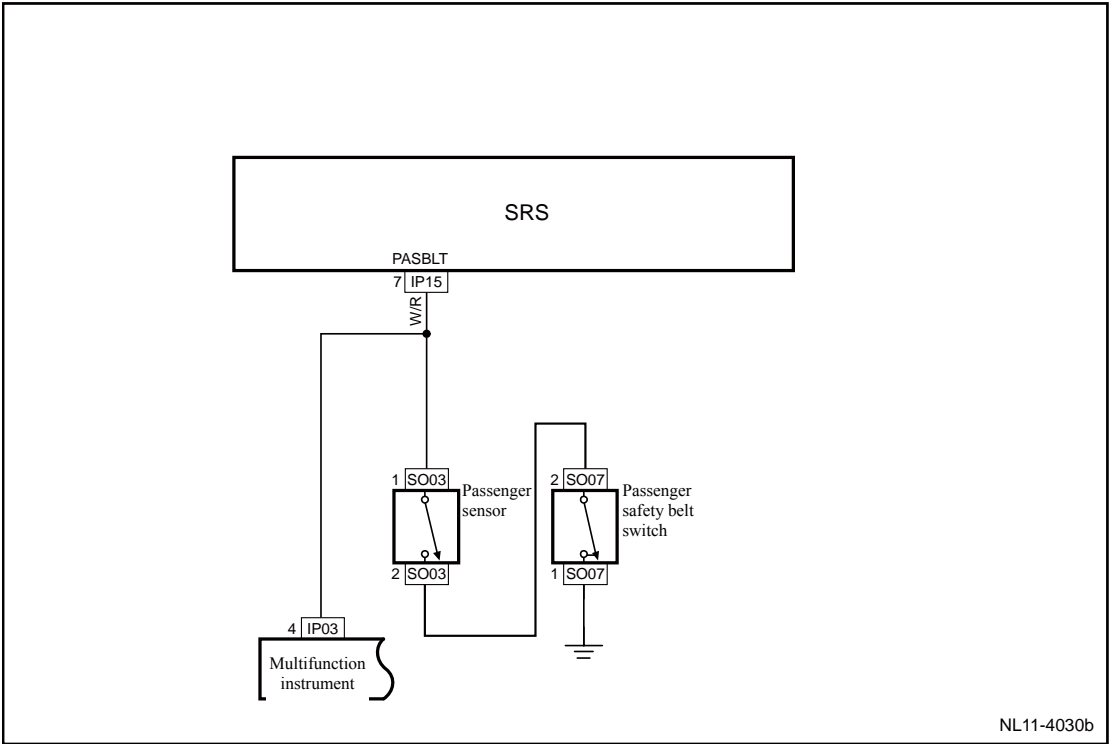 SRS
PASBLT
7 IP15
W/R
1 SO03
Passenger
sensor
2 SO03
2 SO07
Passenger
safety belt
switch
1 SO07
4 IP03
Multifunction
instrument
NL11-4030b